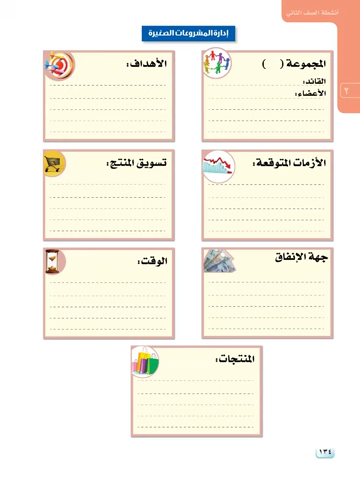 أنشطة الصف الثاني
٢
إدارة المشروعات الصغيرة
المجموعة ( )
القائد:
الأعضاء:
الأهداف:
الأزمات المتوقعة:
تسويق المنتج:
جهة الإنفاق
الوقت:
المنتجات:
١٣٤